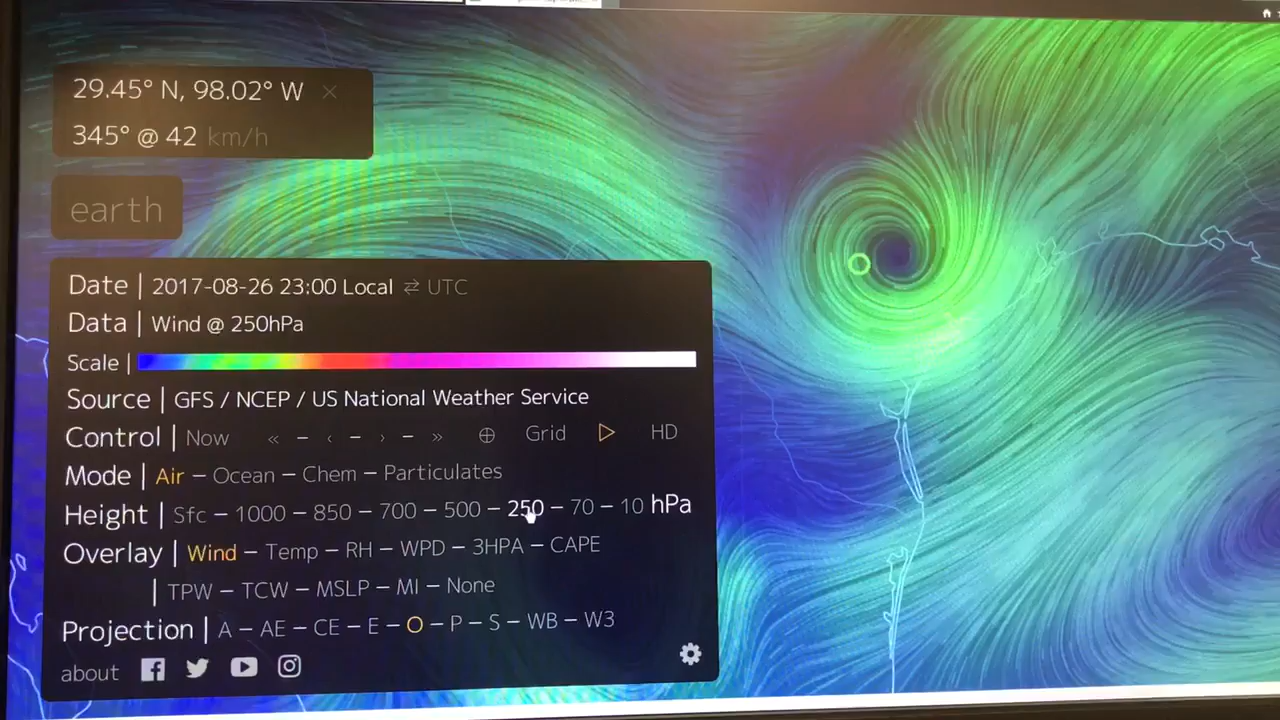 29.45° N, 98.02° W ×
345° @ 42 km/h
earth
Date | 2017-08-26 23:00 Local ⇄ UTC
Data | Wind @ 250hPa
Scale |
Source | GFS / NCEP / US National Weather Service
Control | Now « – ‹ – › – » ⊕ Grid ▷ HD
Mode | Air – Ocean – Chem – Particulates
Height | Sfc – 1000 – 850 – 700 – 500 – 250 – 70 – 10 hPa
Overlay | Wind – Temp – RH – WPD – 3HPA – CAPE
| TPW – TCW – MSLP – MI – None
Projection | A – AE – CE – E – O – P – S – WB – W3
about